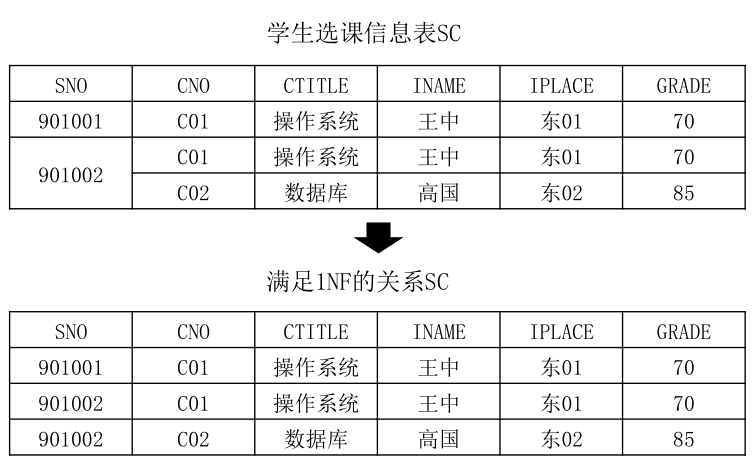 学生选课信息表SC
SNO CNO CTITLE INAME IPLACE GRADE
901001 C01 操作系统 王中 东01 70
901002 C01 操作系统 王中 东01 70
C02 数据库 高国 东02 85
满足1NF的关系SC
SNO CNO CTITLE INAME IPLACE GRADE
901001 C01 操作系统 王中 东01 70
901002 C01 操作系统 王中 东01 70
901002 C02 数据库 高国 东02 85